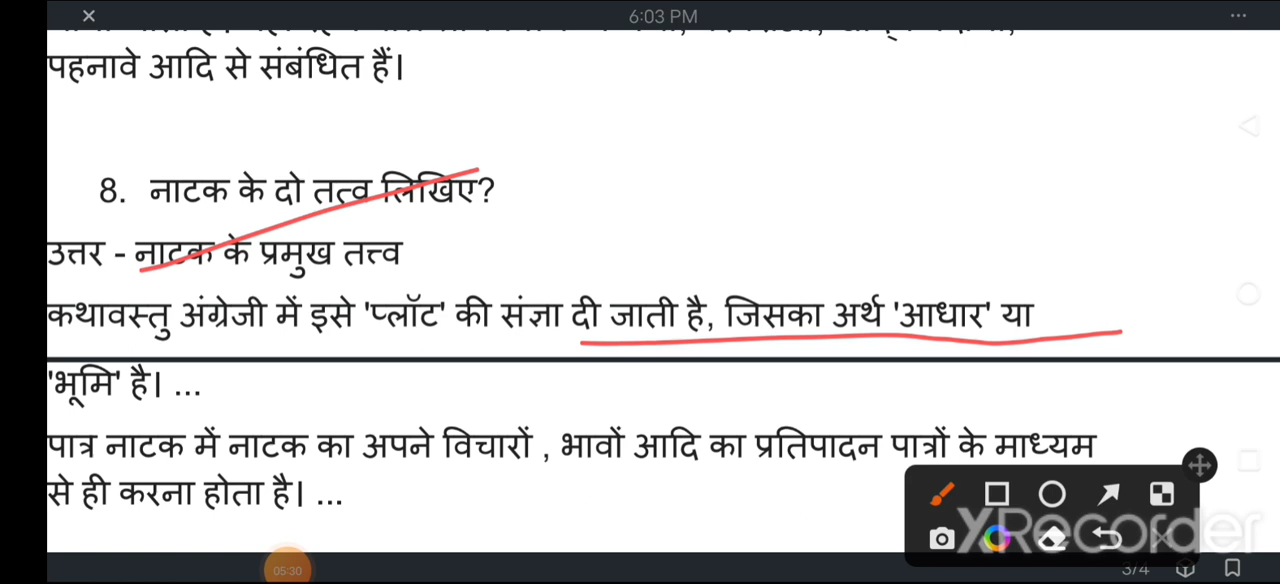 6:03 PM
पहनावे आदि से संबंधित हैं।
8. नाटक के दो तत्व लिखिए?
उत्तर - नाटक के प्रमुख तत्त्व
कथावस्तु अंग्रेजी में इसे 'प्लॉट' की संज्ञा दी जाती है, जिसका अर्थ 'आधार' या
'भूमि' है। ...
पात्र नाटक में नाटक का अपने विचारों , भावों आदि का प्रतिपादन पात्रों के माध्यम
से ही करना होता है। ...
XRecorder
05:30
3/4